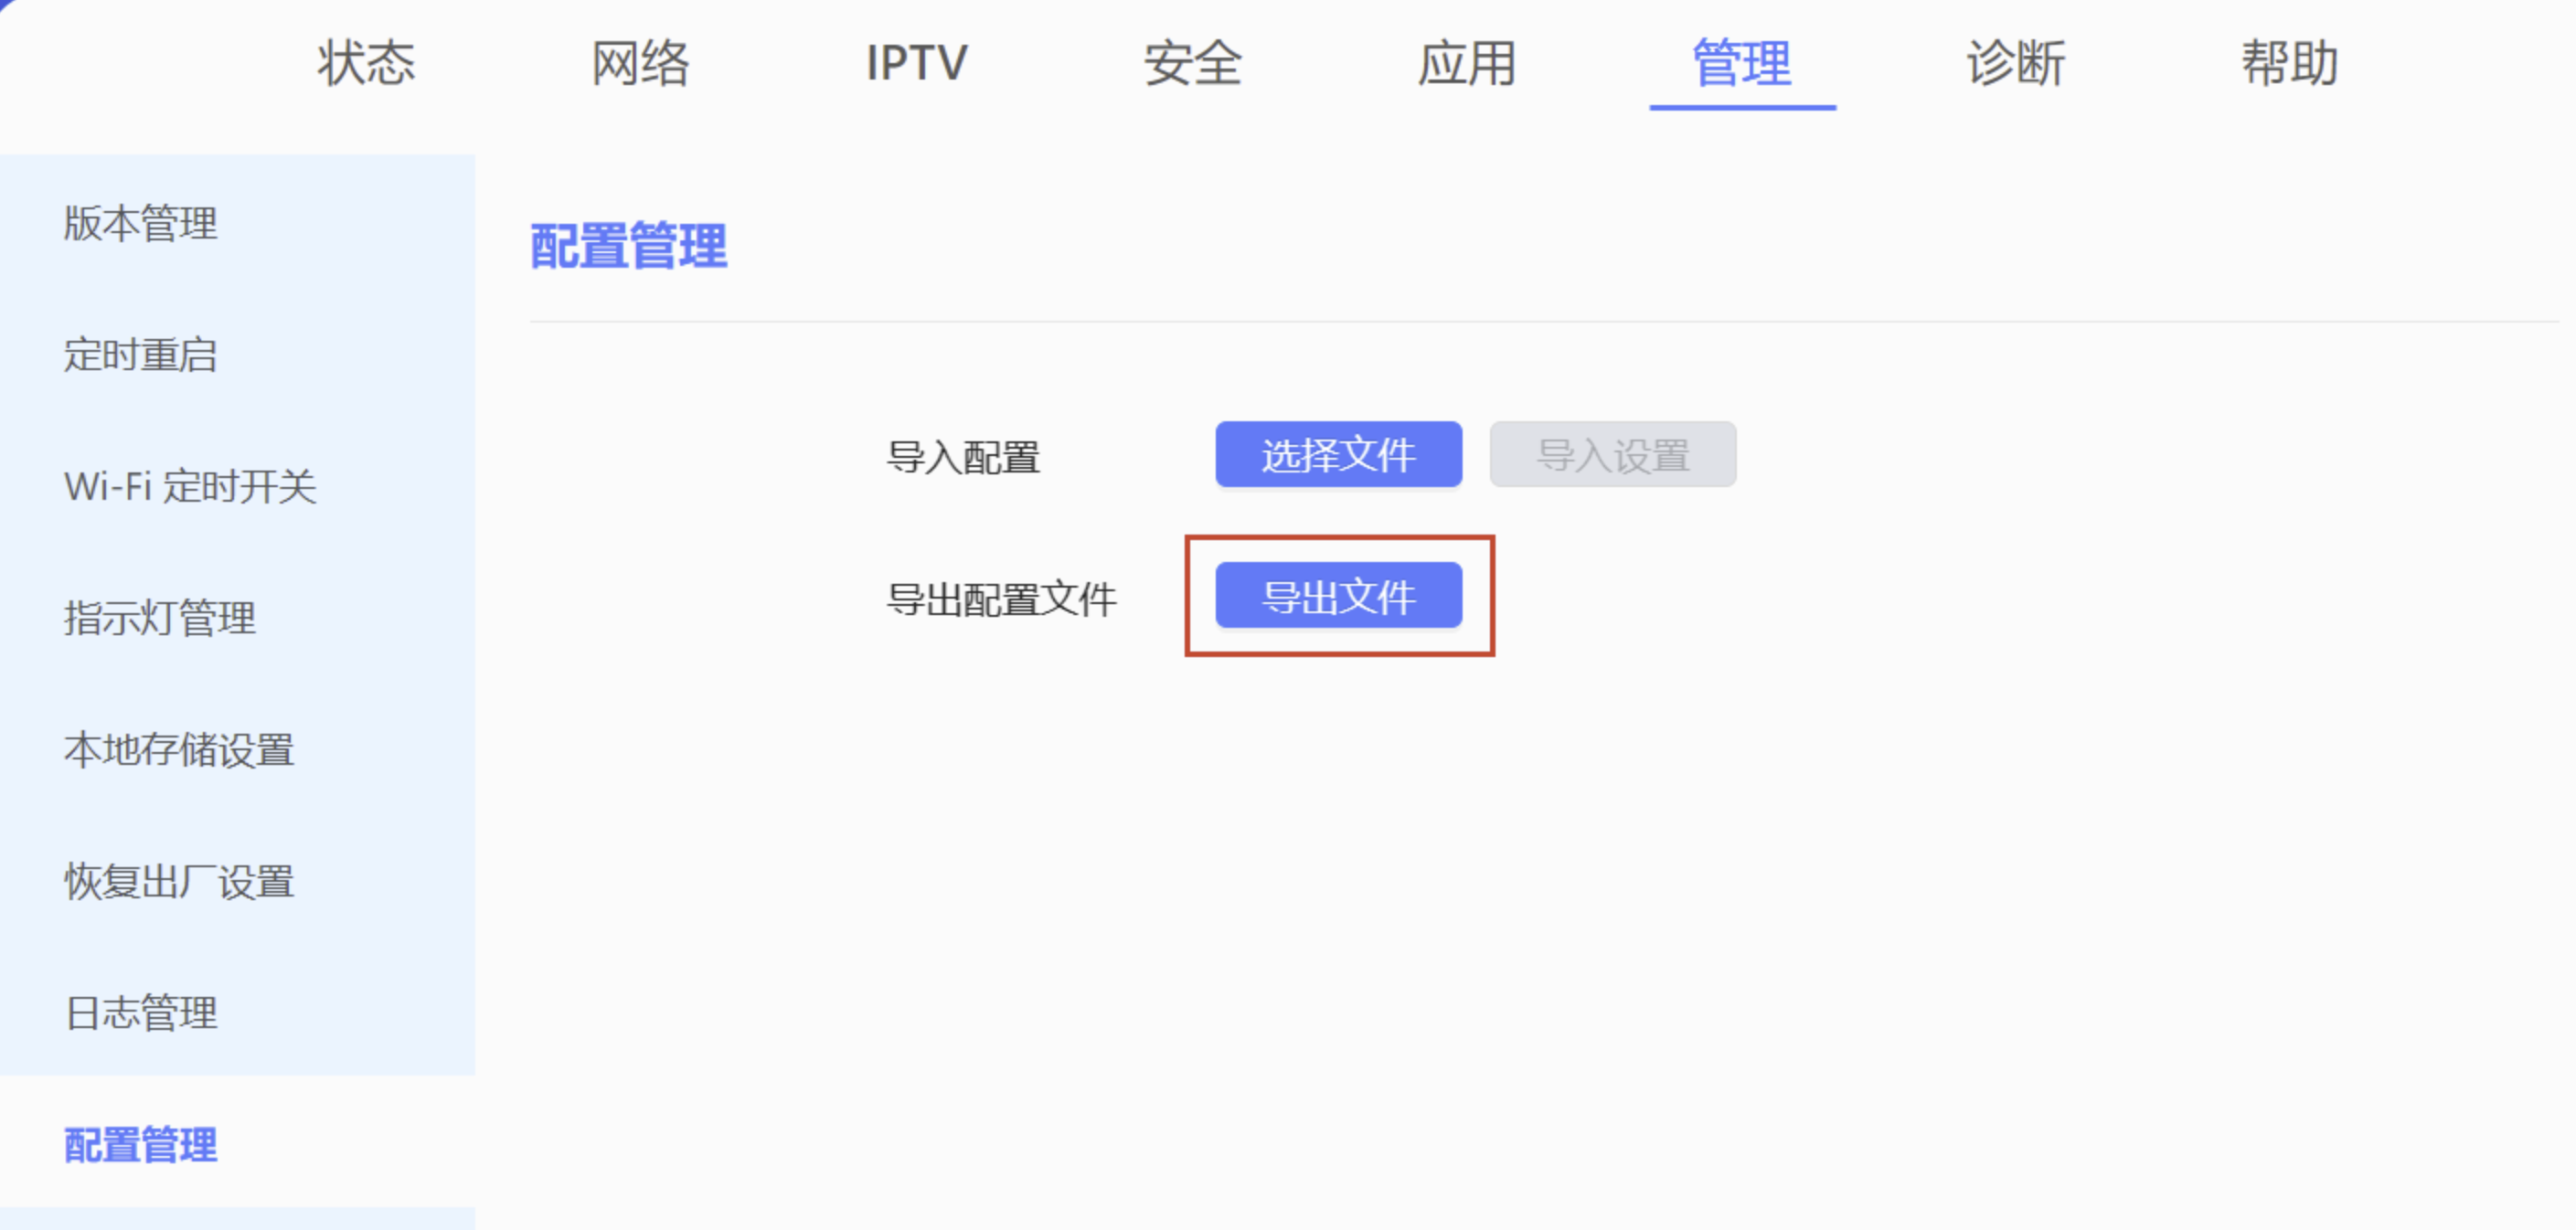 状态 网络 IPTV 安全 应用 管理 诊断 帮助
版本管理
定时重启
Wi-Fi 定时开关
指示灯管理
本地存储设置
恢复出厂设置
日志管理
配置管理
配置管理
导入配置 选择文件 导入设置
导出配置文件 导出文件